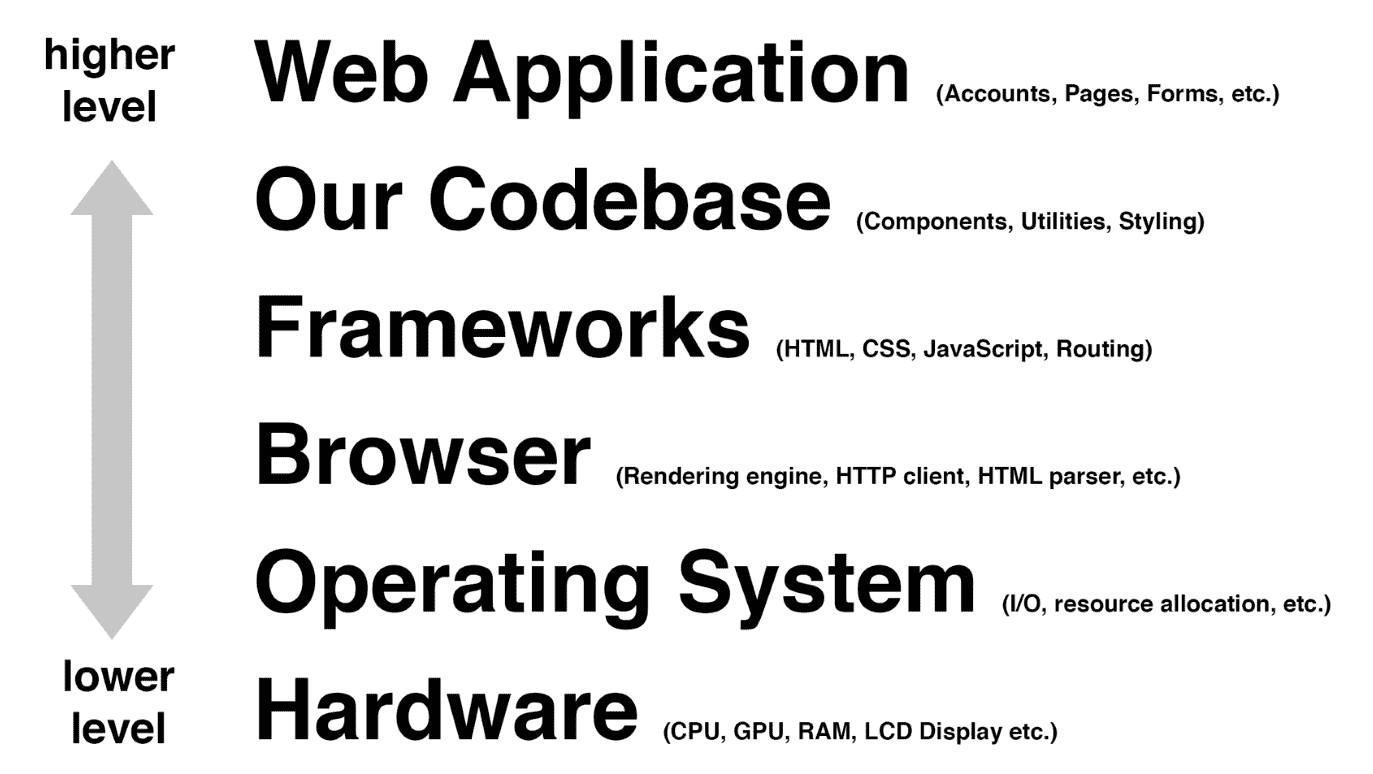 higher
level
Web Application (Accounts, Pages, Forms, etc.)
Our Codebase (Components, Utilities, Styling)
Frameworks (HTML, CSS, JavaScript, Routing)
Browser (Rendering engine, HTTP client, HTML parser, etc.)
Operating System (I/O, resource allocation, etc.)
lower
level
Hardware (CPU, GPU, RAM, LCD Display etc.)